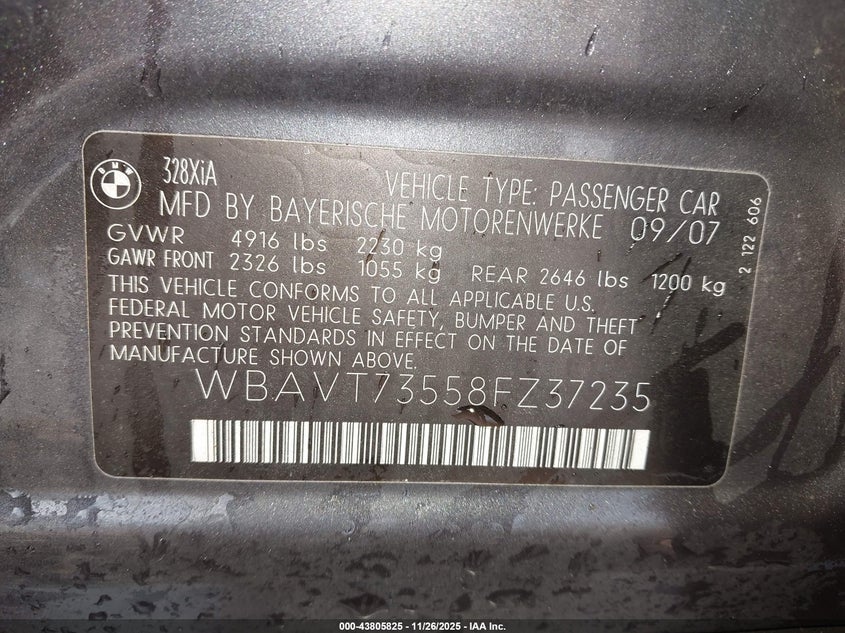 BMW
328XiA
VEHICLE TYPE: PASSENGER CAR
MFD BY BAYERISCHE MOTORENWERKE 09/07
GVWR 4916 lbs 2230 kg
GAWR FRONT 2326 lbs 1055 kg REAR 2646 lbs 1200 kg
THIS VEHICLE CONFORMS TO ALL APPLICABLE U.S.
FEDERAL MOTOR VEHICLE SAFETY, BUMPER AND THEFT
PREVENTION STANDARDS IN EFFECT ON THE DATE OF
MANUFACTURE SHOWN ABOVE.
WBAVT73558FZ37235
2 122 606
000-43805825 - 11/26/2025 - IAA Inc.